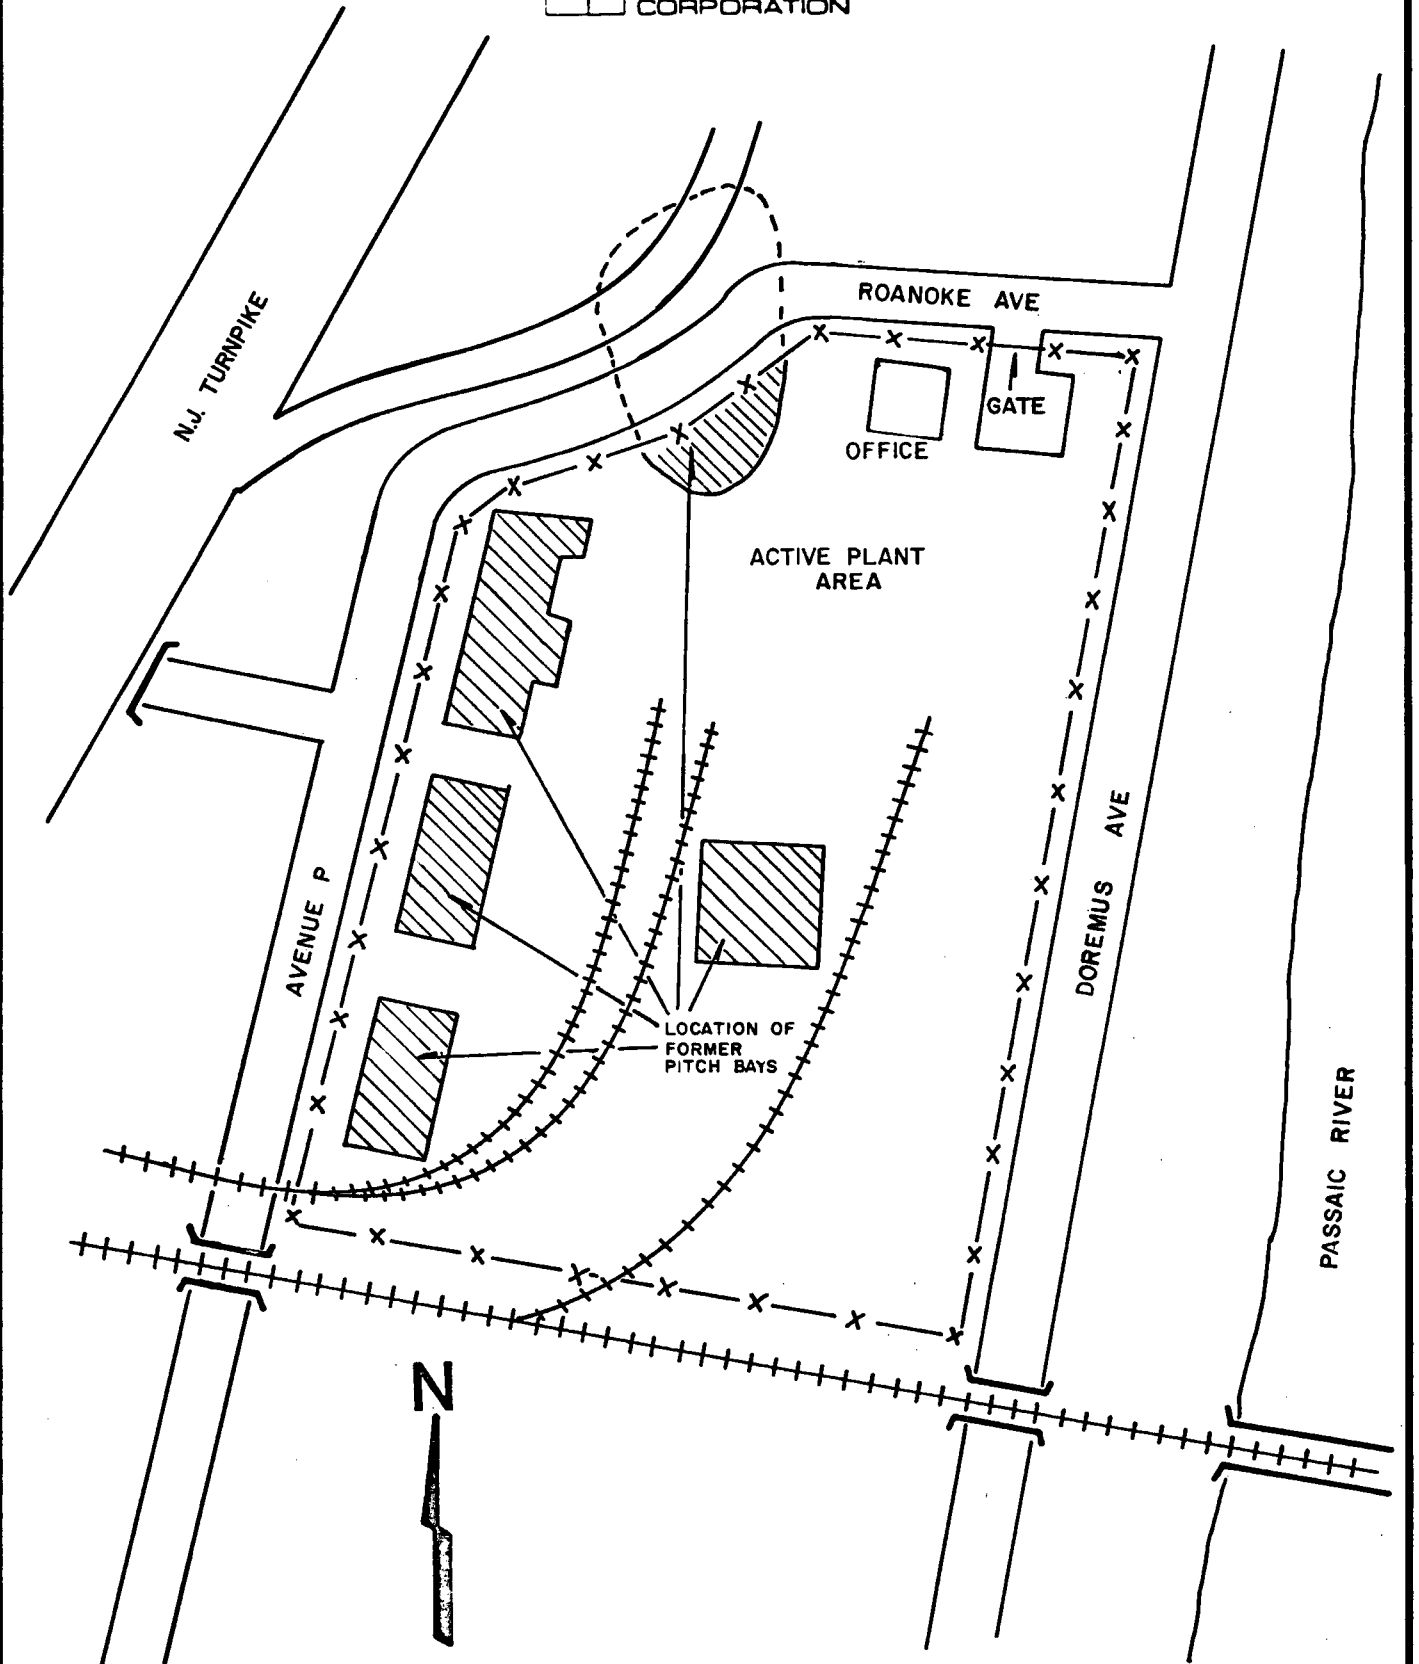 CORPORATION
ROANOKE AVE
N.J. TURNPIKE
GATE
OFFICE
ACTIVE PLANT
AREA
AVENUE P
DOREMUS AVE
LOCATION OF
FORMER
PITCH BAYS
PASSAIC RIVER
N